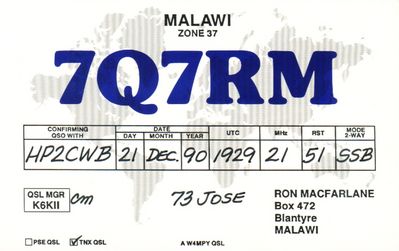 MALAWI
ZONE 37
7Q7RM
CONFIRMING QSO WITH DATE UTC MHz RST MODE 2-WAY
DAY MONTH YEAR
HP2CWB 21 DEC. 90 1929 21 51 SSB
QSL MGR
K6KII cm 73 JOSE
RON MACFARLANE
Box 472
Blantyre
MALAWI
PSE QSL ✓ TNX QSL A W4MPY QSL